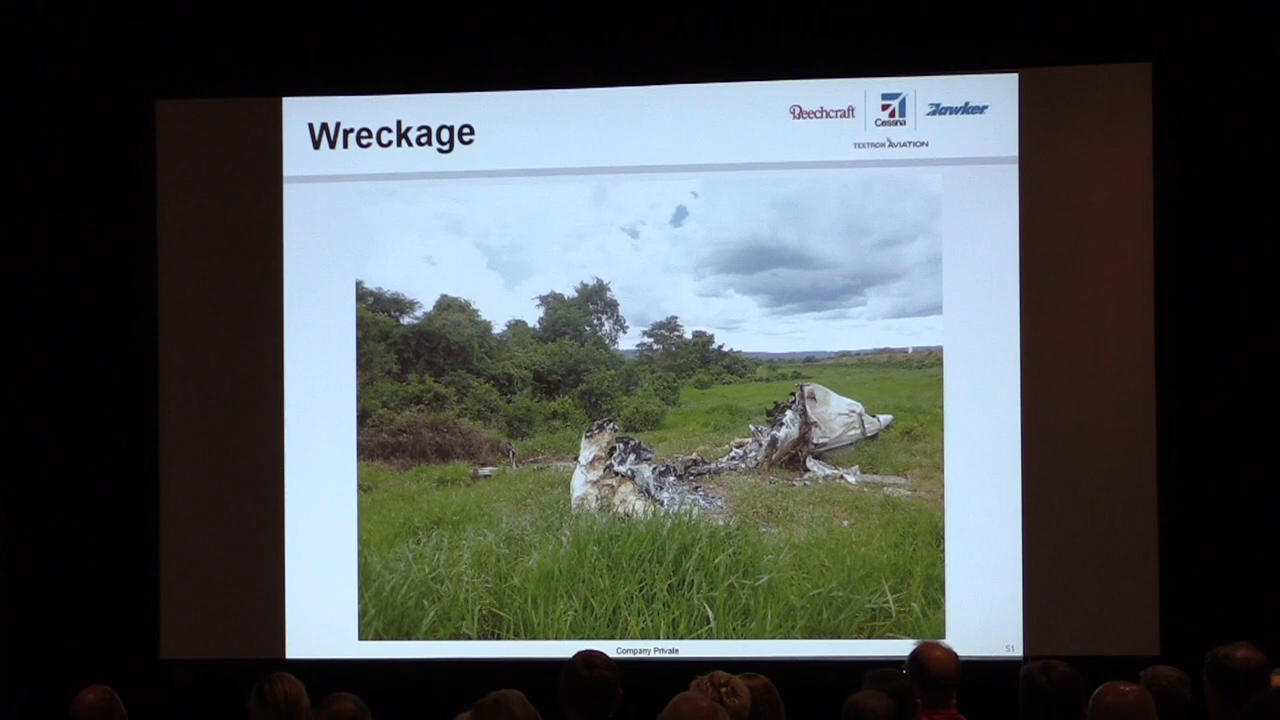 Wreckage
Beechcraft
Cessna
Hawker
TEXTRON AVIATION
Company Private
51